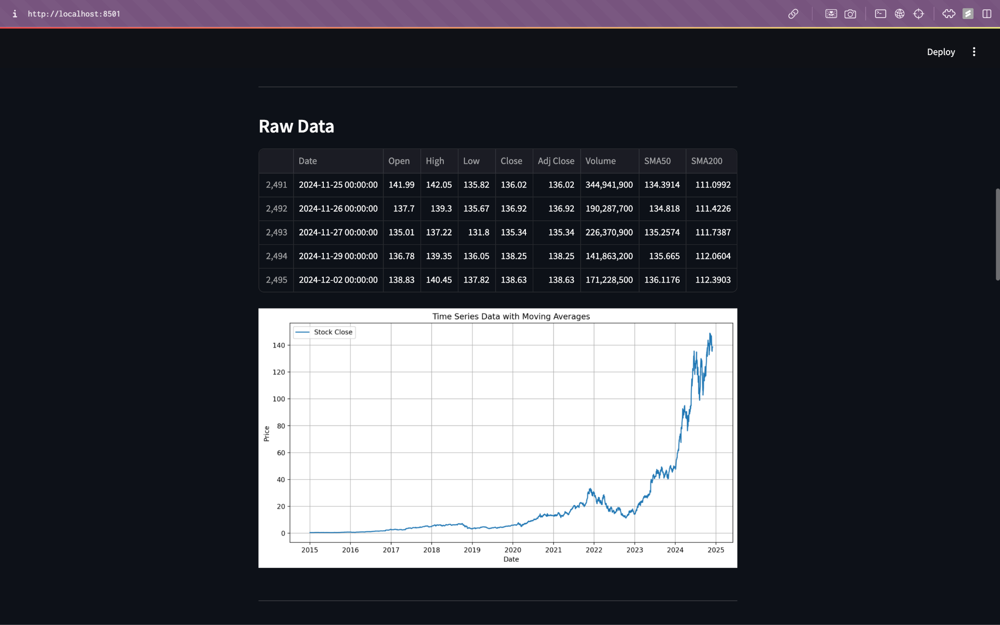 i http://localhost:8501
Deploy
Raw Data
Date Open High Low Close Adj Close Volume SMA50 SMA200
2,491 2024-11-25 00:00:00 141.99 142.05 135.82 136.02 136.02 344,941,900 134.3914 111.0992
2,492 2024-11-26 00:00:00 137.7 139.3 135.67 136.92 136.92 190,287,700 134.818 111.4226
2,493 2024-11-27 00:00:00 135.01 137.22 131.8 135.34 135.34 226,370,900 135.2574 111.7387
2,494 2024-11-29 00:00:00 136.78 139.35 136.05 138.25 138.25 141,863,200 135.665 112.0604
2,495 2024-12-02 00:00:00 138.83 140.45 137.82 138.63 138.63 171,228,500 136.1176 112.3903
Time Series Data with Moving Averages
Stock Close
140
120
100
80
60
40
20
0
Price
2015 2016 2017 2018 2019 2020 2021 2022 2023 2024 2025
Date